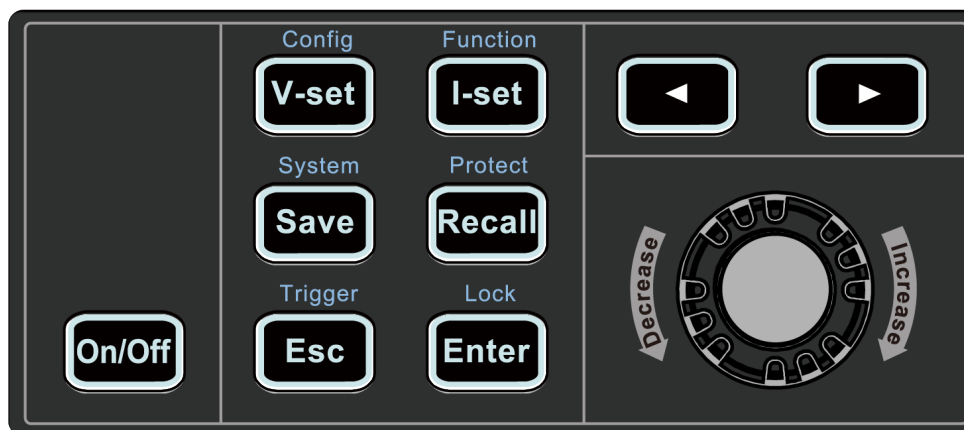 Config
Function
V-set
I-set
System
Protect
Save
Recall
Trigger
Lock
On/Off
Esc
Enter
Decrease
Increase